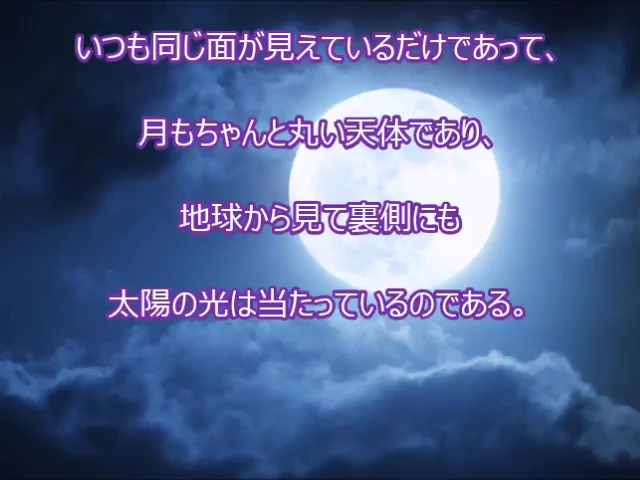 いつも同じ面が見えているだけであって、
月もちゃんと丸い天体であり、
地球から見て裏側にも
太陽の光は当たっているのである。